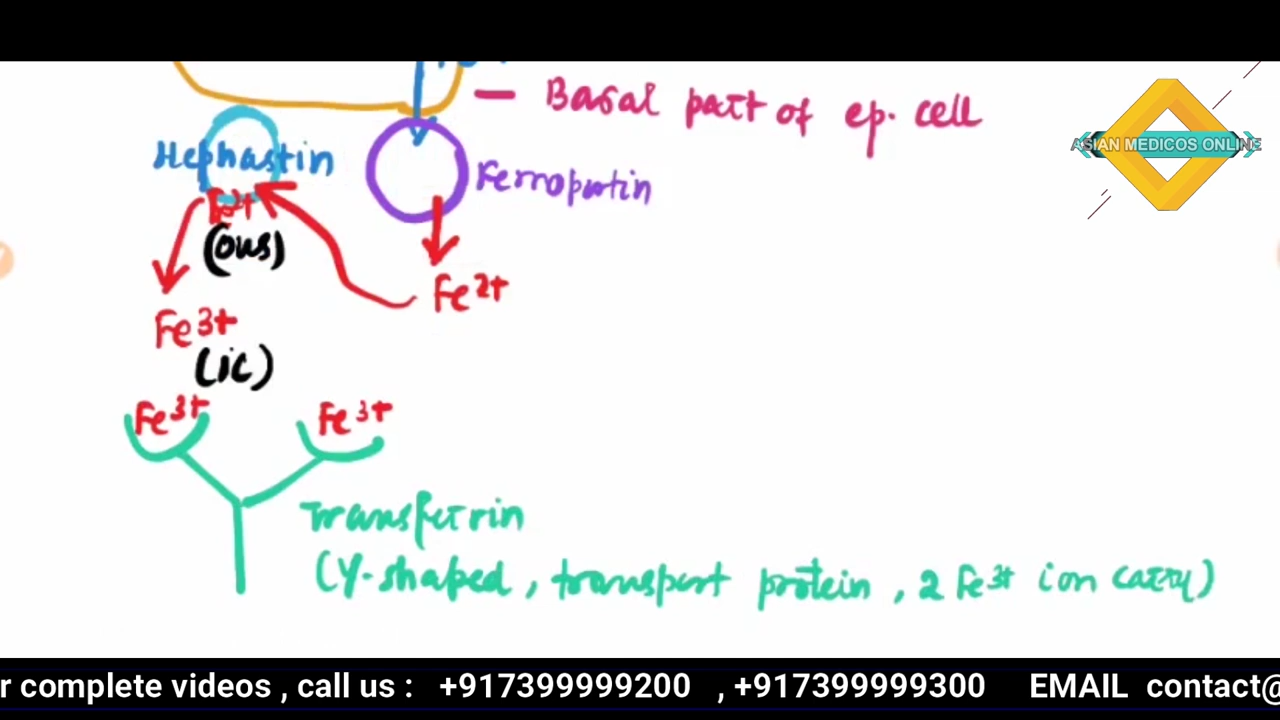 — Basal part of ep. cell
ASIAN MEDICOS ONLINE
Hephastin
Ferroportin
Fe²⁺
(ous)
Fe²⁺
Fe³⁺
(ic)
Fe³⁺ Fe³⁺
Transferrin
(Y-shaped, transport protein, 2 Fe³⁺ ion carry)
r complete videos , call us : +917399999200 , +917399999300 EMAIL contact@